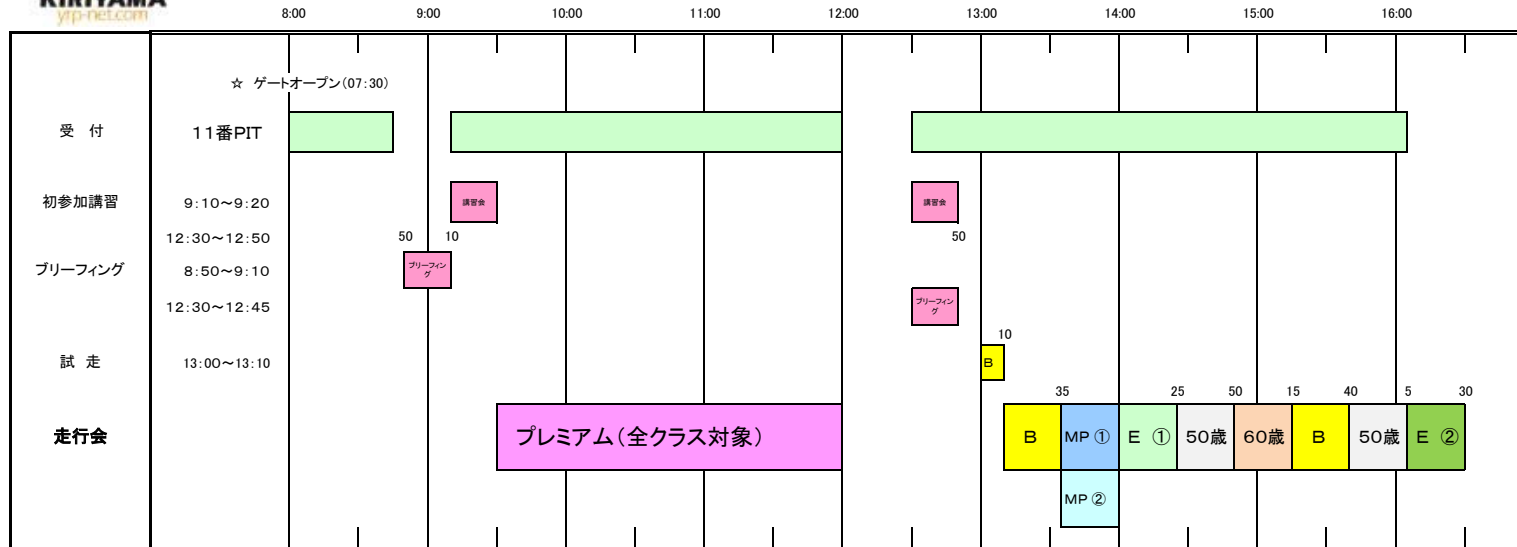 KIRIYAMA
yrp-net.com
8:00 9:00 10:00 11:00 12:00 13:00 14:00 15:00 16:00
☆ ゲートオープン(07:30)
受 付 11番PIT
初参加講習 9:10～9:20 講習会 講習会
12:30～12:50 50 10 50
ブリーフィング 8:50～9:10 ブリーフィン
グ
12:30～12:45 ブリーフィン
グ
10
試 走 13:00～13:10 B
35 25 50 15 40 5 30
走行会 プレミアム(全クラス対象) B MP ① E ① 50歳 60歳 B 50歳 E ②
MP ②